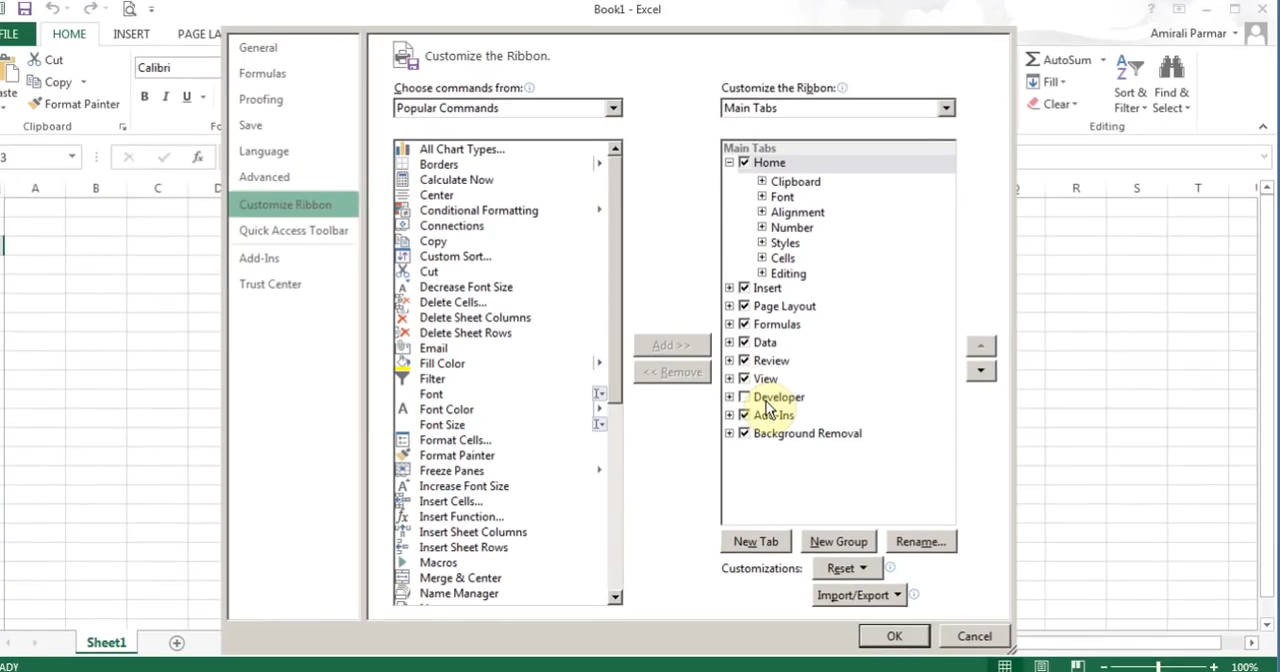 Book1 - Excel
FILE
HOME
INSERT
PAGE LA
Amirali Parmar
Cut
Copy
Format Painter
Clipboard
Calibri
B I U
AutoSum
Fill
Clear
Sort &
Filter
Find &
Select
Editing
3
fx
A B C D
R S T
General
Formulas
Proofing
Save
Language
Advanced
Customize Ribbon
Quick Access Toolbar
Add-Ins
Trust Center
Customize the Ribbon.
Choose commands from:
Popular Commands
All Chart Types...
Borders
Calculate Now
Center
Conditional Formatting
Connections
Copy
Custom Sort...
Cut
Decrease Font Size
Delete Cells...
Delete Sheet Columns
Delete Sheet Rows
Email
Fill Color
Filter
Font
Font Color
Font Size
Format Cells...
Format Painter
Freeze Panes
Increase Font Size
Insert Cells...
Insert Function...
Insert Sheet Columns
Insert Sheet Rows
Macros
Merge & Center
Name Manager
Add >>
<< Remove
Customize the Ribbon:
Main Tabs
Main Tabs
Home
Clipboard
Font
Alignment
Number
Styles
Cells
Editing
Insert
Page Layout
Formulas
Data
Review
View
Developer
Add-Ins
Background Removal
New Tab
New Group
Rename...
Customizations:
Reset
Import/Export
OK
Cancel
Sheet1
100%